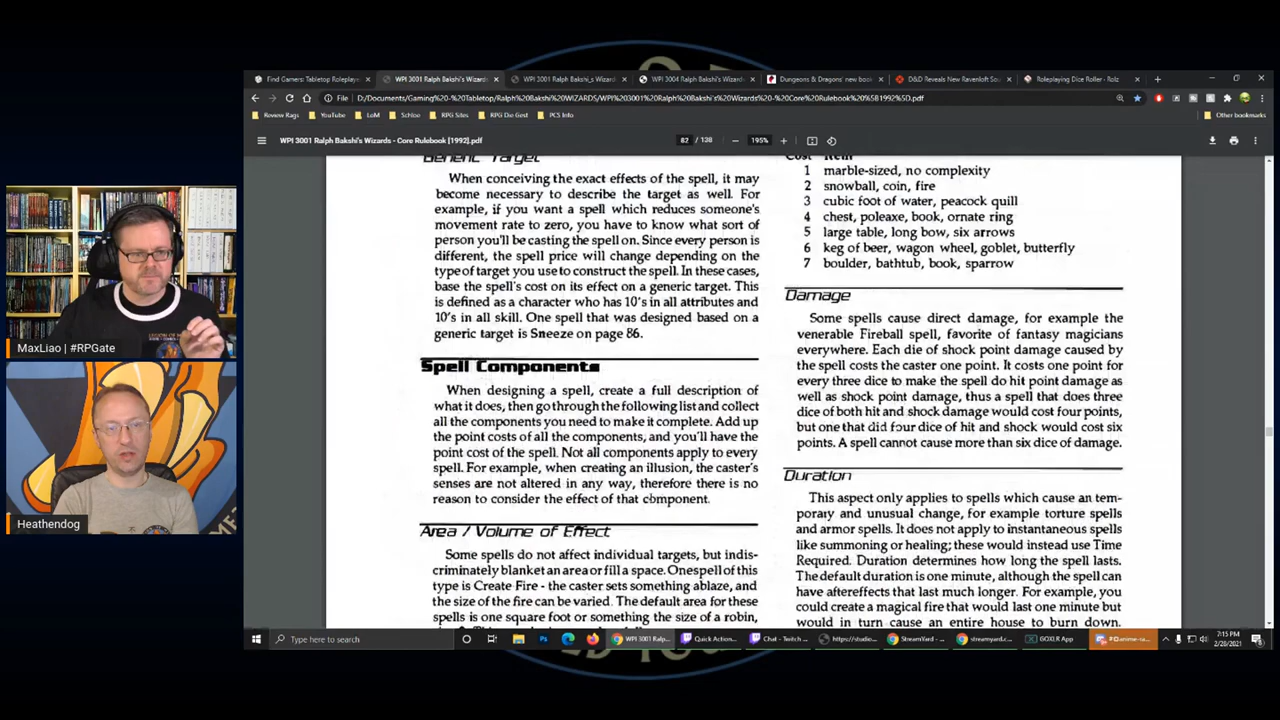 Find Gamers: Tabletop Roleplaye
WPI 3001 Ralph Bakshi's Wizards
WPI 3001 Ralph Bakshi_s Wizard
WPI 3004 Ralph Bakshi's Wizards
Dungeons & Dragons' new book
D&D Reveals New Ravenloft Sou
Roleplaying Dice Roller - Rolz
File
D:/Documents/Gaming%20-%20Tabletop/Ralph%20Bakshi%20WIZARDS/WPI%203001%20Ralph%20Bakshi's%20Wizards%20-%20Core%20Rulebook%20%5B1992%5D.pdf
Review Rags
YouTube
LoM
Schloe
RPG Sites
RPG Die Gest
PCS Info
Other bookmarks
WPI 3001 Ralph Bakshi's Wizards - Core Rulebook [1992].pdf
82 / 138
195%
Generic Target
When conceiving the exact effects of the spell, it may
become necessary to describe the target as well. For
example, if you want a spell which reduces someone's
movement rate to zero, you have to know what sort of
person you'll be casting the spell on. Since every person is
different, the spell price will change depending on the
type of target you use to construct the spell. In these cases,
base the spell's cost on its effect on a generic target. This
is defined as a character who has 10's in all attributes and
10's in all skill. One spell that was designed based on a
generic target is Sneeze on page 86.
Spell Components
When designing a spell, create a full description of
what it does, then go through the following list and collect
all the components you need to make it complete. Add up
the point costs of all the components, and you'll have the
point cost of the spell. Not all components apply to every
spell. For example, when creating an illusion, the caster's
senses are not altered in any way, therefore there is no
reason to consider the effect of that component.
Area / Volume of Effect
Some spells do not affect individual targets, but indis-
criminately blanket an area or fill a space. One spell of this
type is Create Fire - the caster sets something ablaze, and
the size of the fire can be varied. The default area for these
spells is one square foot or something the size of a robin,
Cost Item
1 marble-sized, no complexity
2 snowball, coin, fire
3 cubic foot of water, peacock quill
4 chest, poleaxe, book, ornate ring
5 large table, long bow, six arrows
6 keg of beer, wagon wheel, goblet, butterfly
7 boulder, bathtub, book, sparrow
Damage
Some spells cause direct damage, for example the
venerable Fireball spell, favorite of fantasy magicians
everywhere. Each die of shock point damage caused by
the spell costs the caster one point. It costs one point for
every three dice to make the spell do hit point damage as
well as shock point damage, thus a spell that does three
dice of both hit and shock damage would cost four points,
but one that did four dice of hit and shock would cost six
points. A spell cannot cause more than six dice of damage.
Duration
This aspect only applies to spells which cause an tem-
porary and unusual change, for example torture spells
and armor spells. It does not apply to instantaneous spells
like summoning or healing; these would instead use Time
Required. Duration determines how long the spell lasts.
The default duration is one minute, although the spell can
have aftereffects that last much longer. For example, you
could create a magical fire that would last one minute but
would in turn cause an entire house to burn down.
MaxLiao | #RPGate
Heathendog
Type here to search
WPI 3001 Ralp...
Quick Action...
Chat - Twitch ...
https://studio...
StreamYard - ...
streamyard.c...
GOXLR App
7:15 PM
2/28/2021